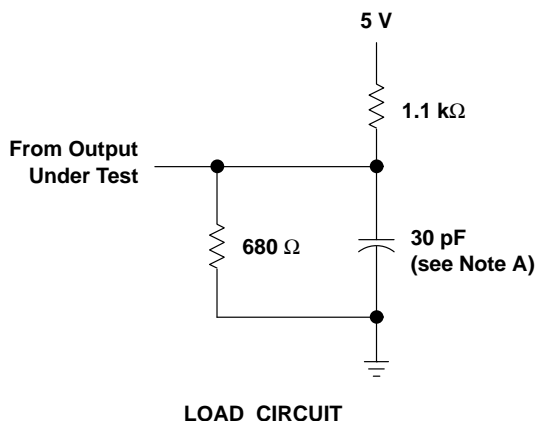 5 V
1.1 kΩ
From Output
Under Test
680 Ω
30 pF
(see Note A)
LOAD CIRCUIT